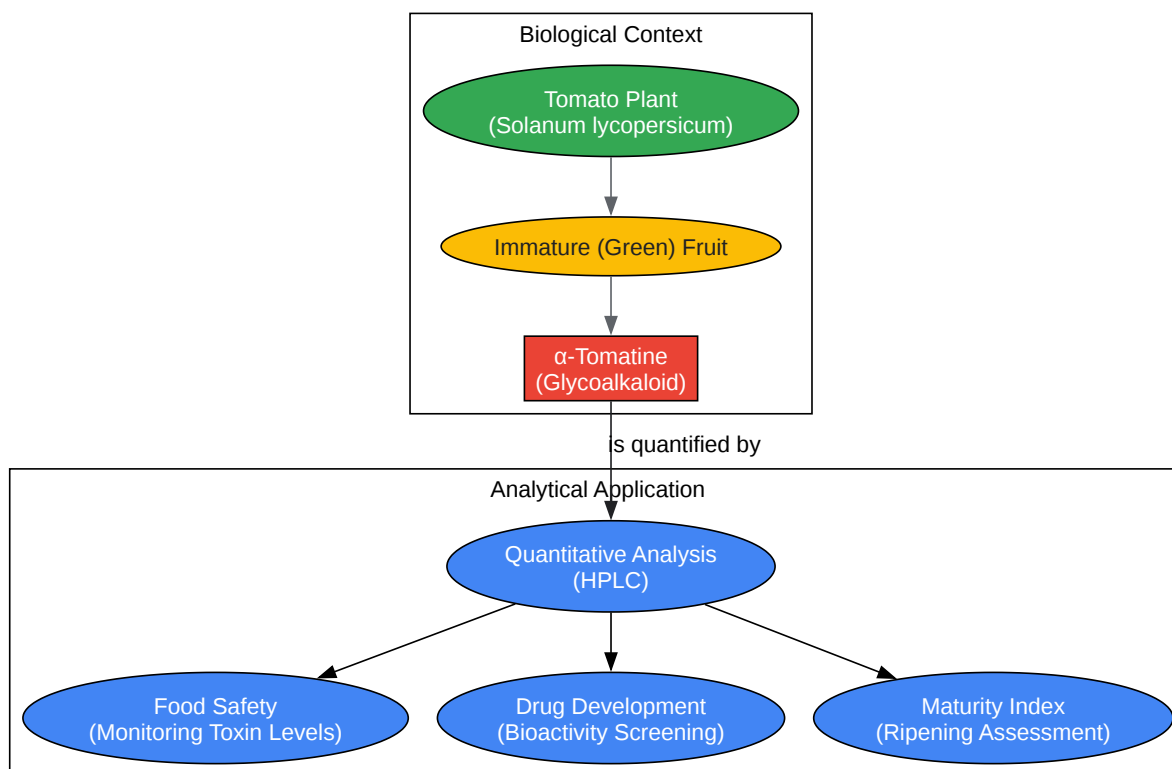 Biological Context
Tomato Plant
(Solanum lycopersicum)
Immature (Green) Fruit
α-Tomatine
(Glycoalkaloid)
is quantified by
Analytical Application
Quantitative Analysis
(HPLC)
Food Safety
(Monitoring Toxin Levels)
Drug Development
(Bioactivity Screening)
Maturity Index
(Ripening Assessment)